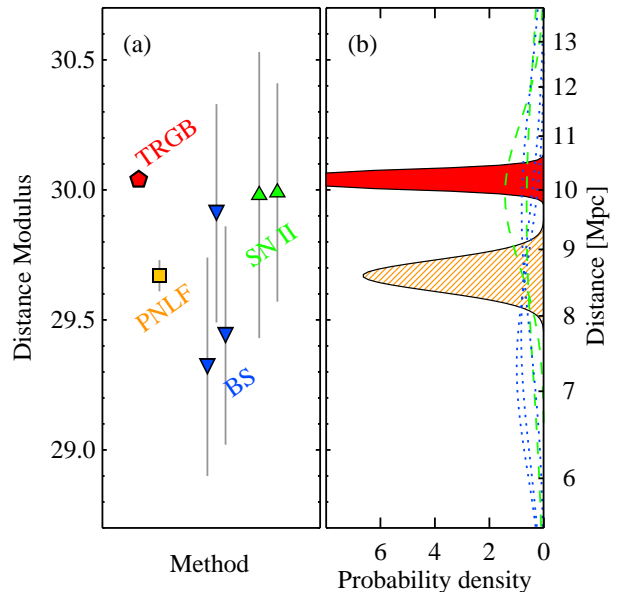 (a)
(b)
30.5
30.0
29.5
29.0
Distance Modulus
TRGB
PNLF
BS
SN II
Method
13
12
11
10
9
8
7
6
Distance [Mpc]
6 4 2 0
Probability density